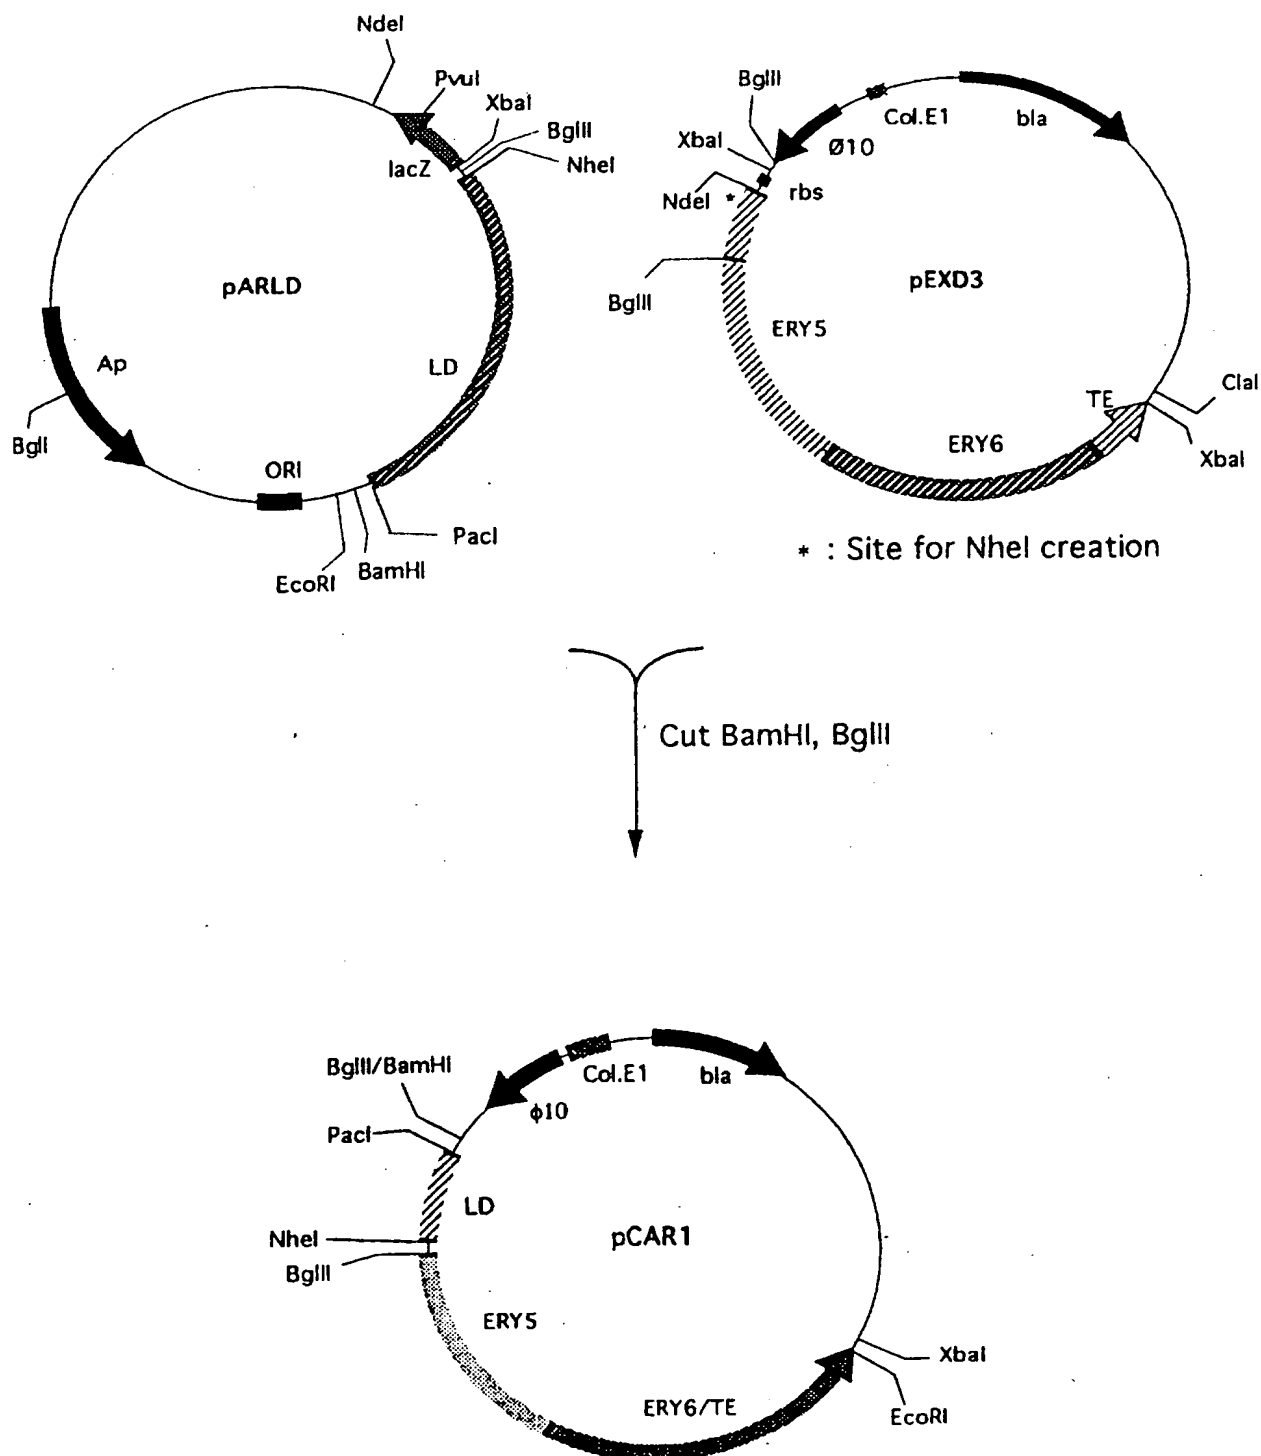 NdeI
PvuI
XbaI
BglII
NheI
lacZ
pARLD
Ap
LD
BglI
ORI
PacI
BamHI
EcoRI
BglII
Col.E1
bla
XbaI
Ø10
NdeI *
rbs
pEXD3
BglII
ERY5
ClaI
TE
ERY6
XbaI
* : Site for NheI creation
Cut BamHI, BglII
BglII/BamHI
Col.E1
bla
ϕ10
PacI
LD
pCAR1
NheI
BglII
ERY5
XbaI
ERY6/TE
EcoRI